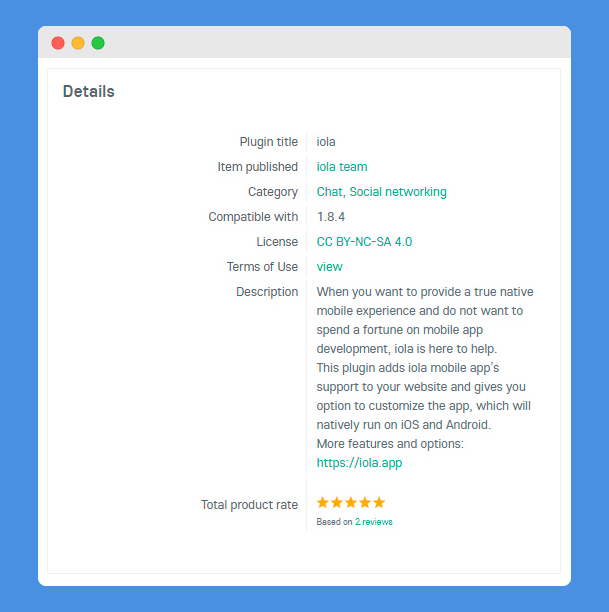 Details
Plugin title iola
Item published iola team
Category Chat, Social networking
Compatible with 1.8.4
License CC BY-NC-SA 4.0
Terms of Use view
Description When you want to provide a true native
mobile experience and do not want to
spend a fortune on mobile app
development, iola is here to help.
This plugin adds iola mobile app's
support to your website and gives you
option to customize the app, which will
natively run on iOS and Android.
More features and options:
https://iola.app
Total product rate
Based on 2 reviews